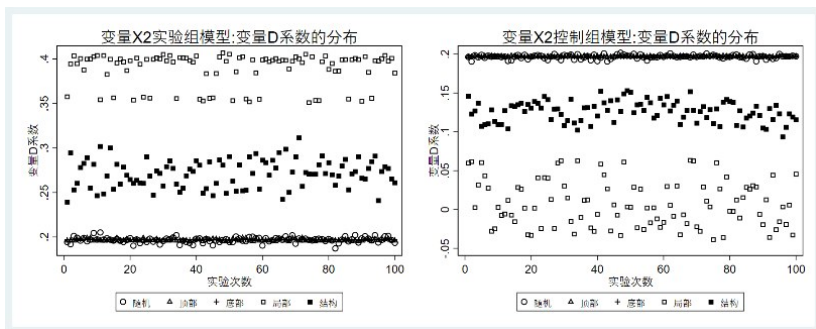 变量X2实验组模型:变量D系数的分布
变量D系数
.4
.35
.3
.25
.2
0
20
40
60
80
100
实验次数
随机 顶部 底部 局部 结构
变量X2控制组模型:变量D系数的分布
变量D系数
.2
.15
.1
.05
0
-.05
0
20
40
60
80
100
实验次数
随机 顶部 底部 局部 结构